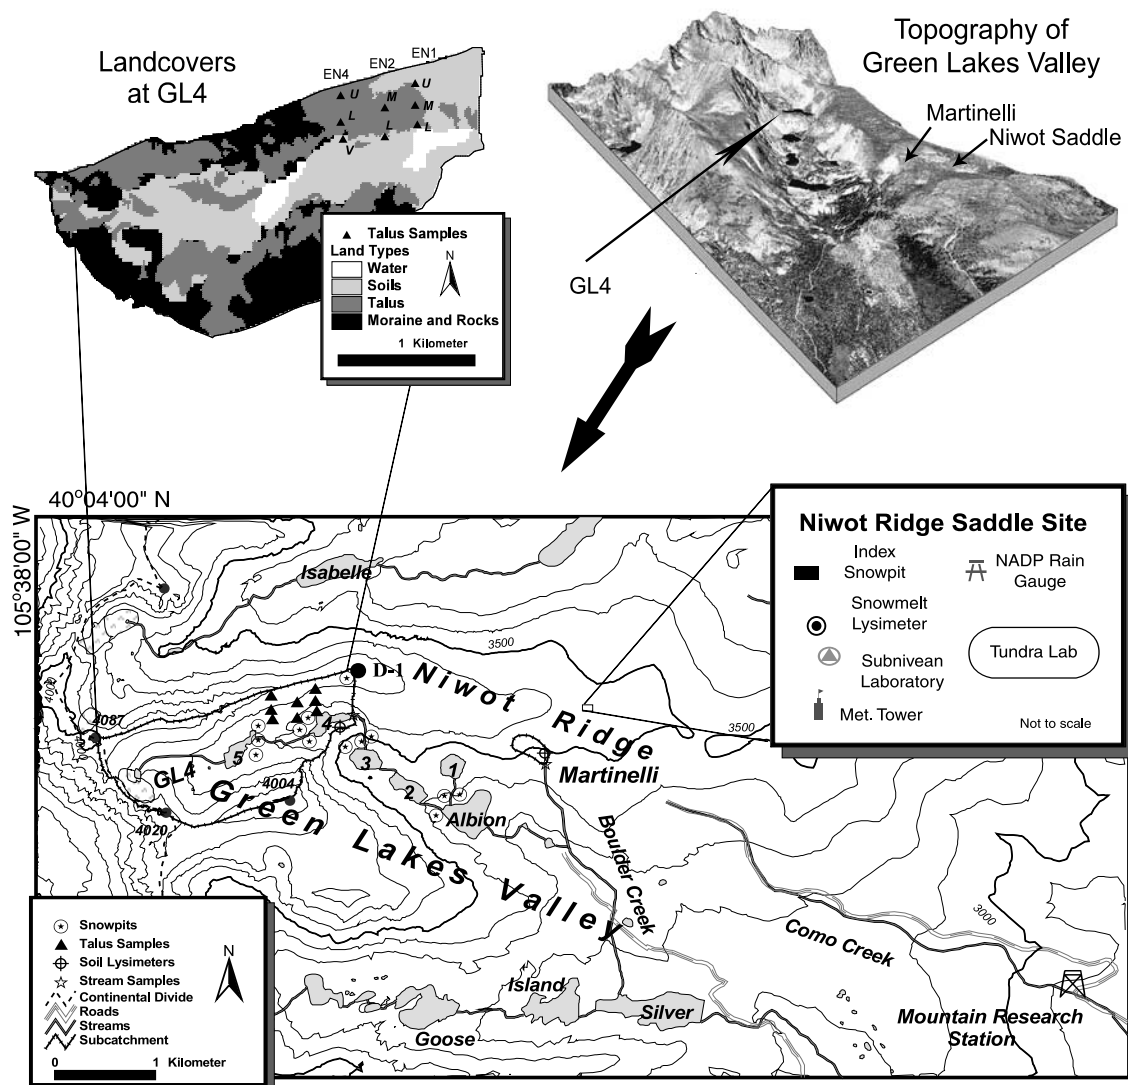 Landcovers
at GL4
EN4
EN2
EN1
U
M
U
M
L
L
L
V
Talus Samples
Land Types
Water
Soils
Talus
Moraine and Rocks
N
1 Kilometer
Topography of
Green Lakes Valley
Martinelli
Niwot Saddle
GL4
40°04'00" N
105°38'00" W
Niwot Ridge Saddle Site
Index
Snowpit
NADP Rain
Gauge
Snowmelt
Lysimeter
Subnivean
Laboratory
Tundra Lab
Met. Tower
Not to scale
Isabelle
3500
D-1
Niwot Ridge
3500
4087
4
5
3
GL4
4004
4020
2
1
Martinelli
Albion
Green Lakes Valley
Boulder Creek
3000
Como Creek
Island
Silver
Goose
Mountain Research
Station
Snowpits
Talus Samples
Soil Lysimeters
Stream Samples
Continental Divide
Roads
Streams
Subcatchment
N
0 1 Kilometer